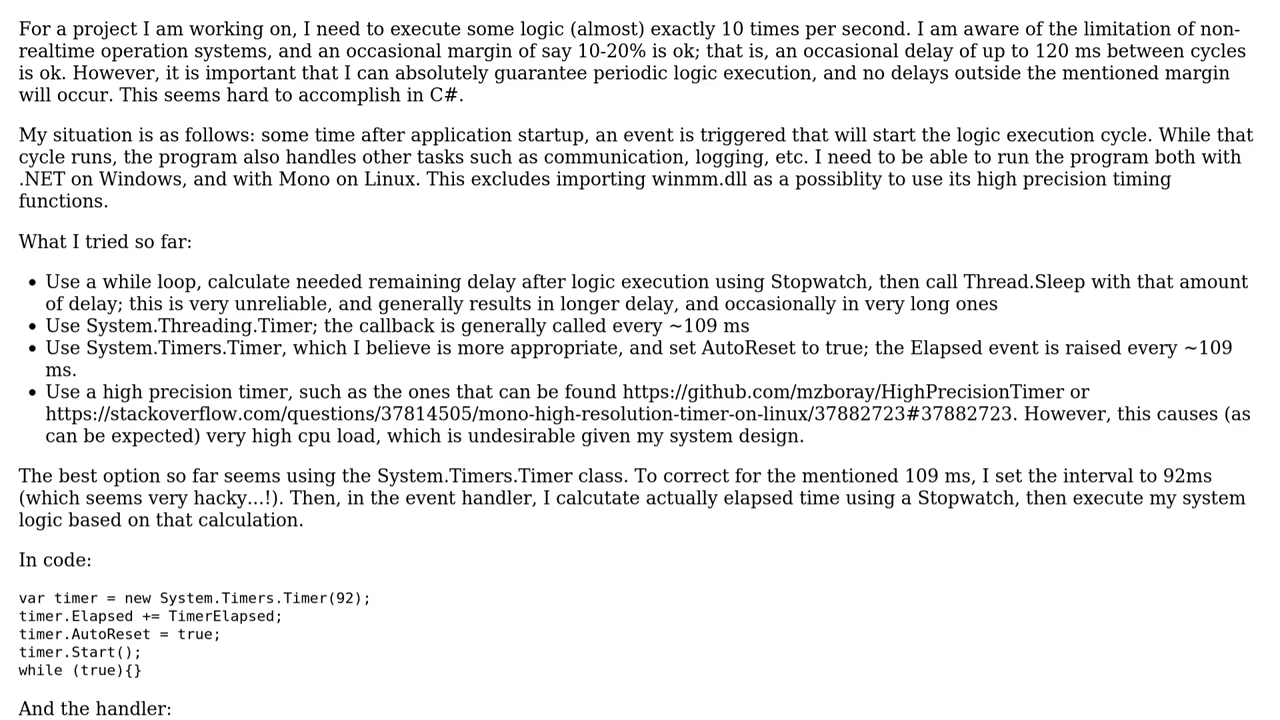 For a project I am working on, I need to execute some logic (almost) exactly 10 times per second. I am aware of the limitation of non-
realtime operation systems, and an occasional margin of say 10-20% is ok; that is, an occasional delay of up to 120 ms between cycles
is ok. However, it is important that I can absolutely guarantee periodic logic execution, and no delays outside the mentioned margin
will occur. This seems hard to accomplish in C#.
My situation is as follows: some time after application startup, an event is triggered that will start the logic execution cycle. While that
cycle runs, the program also handles other tasks such as communication, logging, etc. I need to be able to run the program both with
.NET on Windows, and with Mono on Linux. This excludes importing winmm.dll as a possiblity to use its high precision timing
functions.
What I tried so far:
• Use a while loop, calculate needed remaining delay after logic execution using Stopwatch, then call Thread.Sleep with that amount
of delay; this is very unreliable, and generally results in longer delay, and occasionally in very long ones
• Use System.Threading.Timer; the callback is generally called every ~109 ms
• Use System.Timers.Timer, which I believe is more appropriate, and set AutoReset to true; the Elapsed event is raised every ~109
ms.
• Use a high precision timer, such as the ones that can be found https://github.com/mzboray/HighPrecisionTimer or
https://stackoverflow.com/questions/37814505/mono-high-resolution-timer-on-linux/37882723#37882723. However, this causes (as
can be expected) very high cpu load, which is undesirable given my system design.
The best option so far seems using the System.Timers.Timer class. To correct for the mentioned 109 ms, I set the interval to 92ms
(which seems very hacky...!). Then, in the event handler, I calcutate actually elapsed time using a Stopwatch, then execute my system
logic based on that calculation.
In code:
var timer = new System.Timers.Timer(92);
timer.Elapsed += TimerElapsed;
timer.AutoReset = true;
timer.Start();
while (true){}
And the handler: